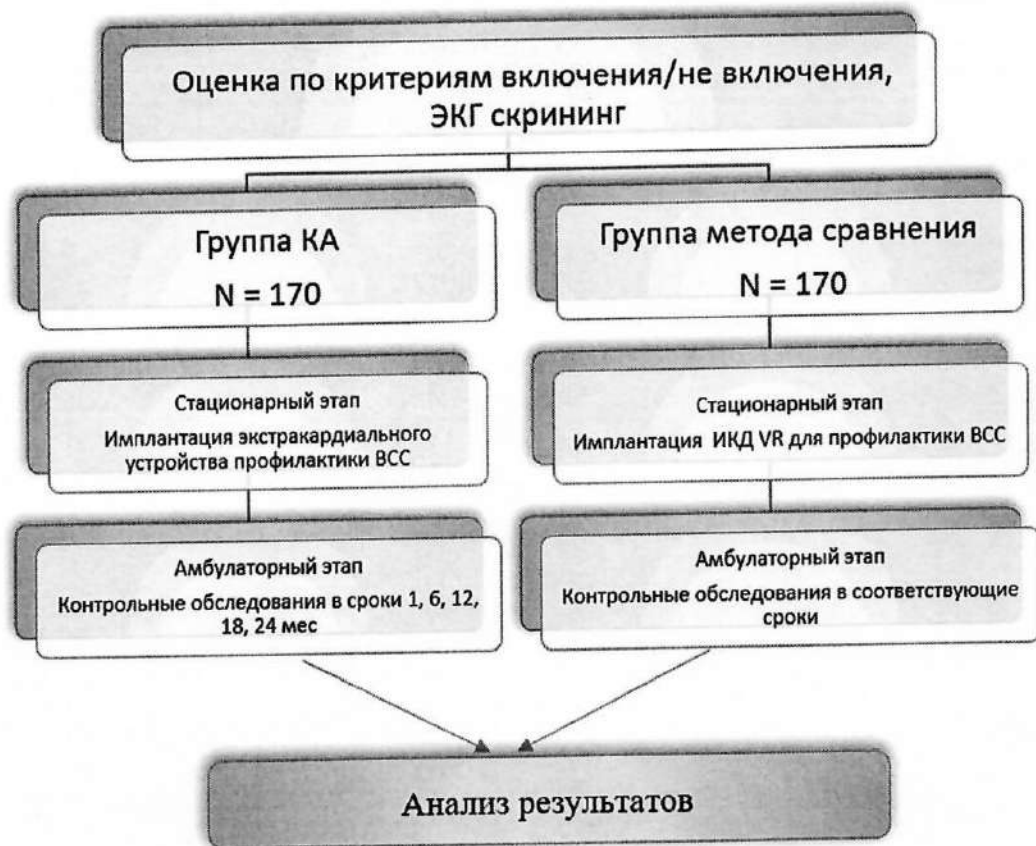 Оценка по критериям включения/не включения,
ЭКГ скрининг
Группа КА
N = 170
Группа метода сравнения
N = 170
Стационарный этап
Имплантация экстракардиального
устройства профилактики ВСС
Стационарный этап
Имплантация ИКД VR для профилактики ВСС
Амбулаторный этап
Контрольные обследования в сроки 1, 6, 12,
18, 24 мес
Амбулаторный этап
Контрольные обследования в соответствующие
сроки
Анализ результатов